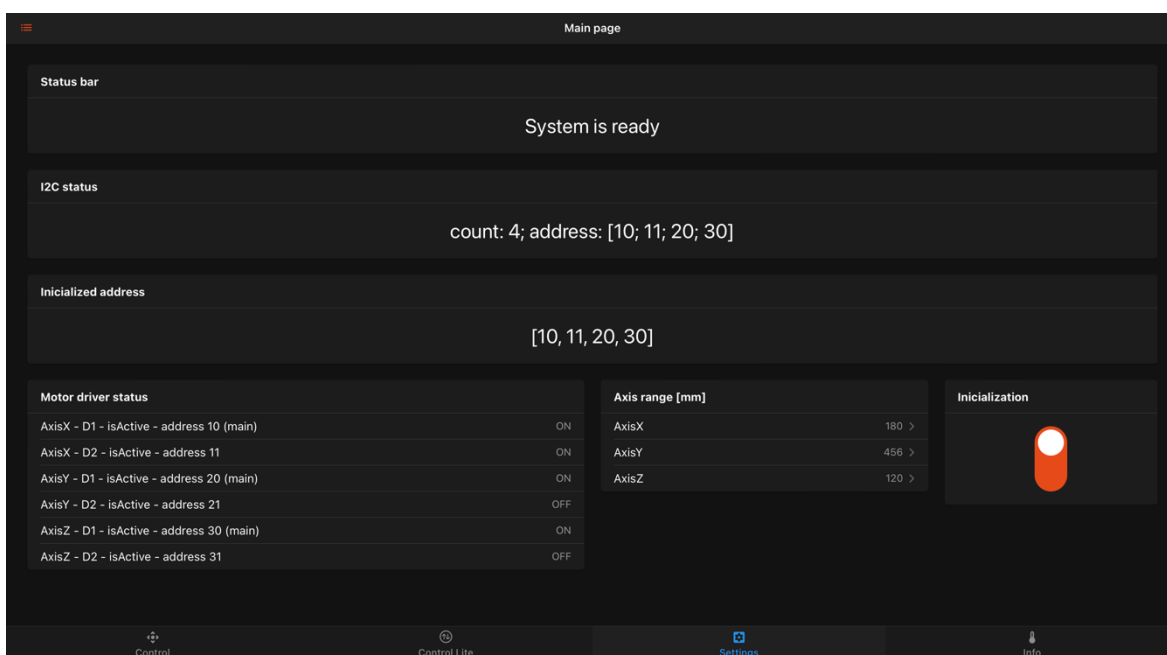 Main page
Status bar
System is ready
I2C status
count: 4; address: [10; 11; 20; 30]
Inicialized address
[10, 11, 20, 30]
Motor driver status
AxisX - D1 - isActive - address 10 (main) ON
AxisX - D2 - isActive - address 11 ON
AxisY - D1 - isActive - address 20 (main) ON
AxisY - D2 - isActive - address 21 OFF
AxisZ - D1 - isActive - address 30 (main) ON
AxisZ - D2 - isActive - address 31 OFF
Axis range [mm]
AxisX 180 >
AxisY 456 >
AxisZ 120 >
Inicialization
Control Control Lite Settings Info